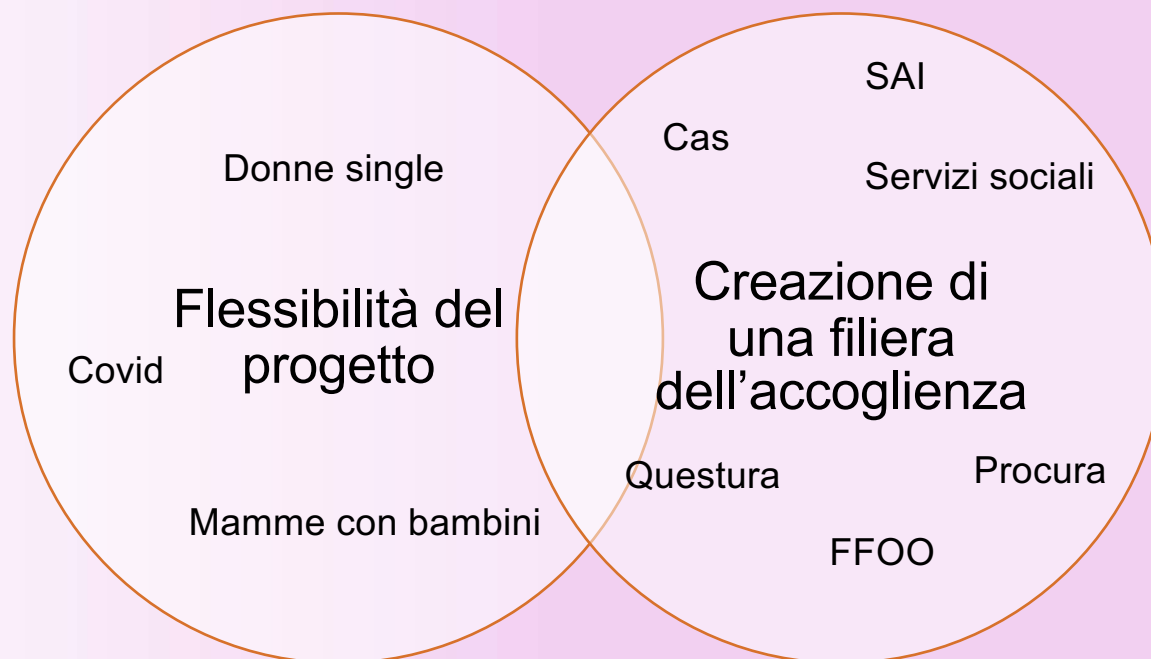 Donne single
Flessibilità del
progetto
Covid
Mamme con bambini
SAI
Cas
Servizi sociali
Creazione di
una filiera
dell’accoglienza
Questura
Procura
FFOO